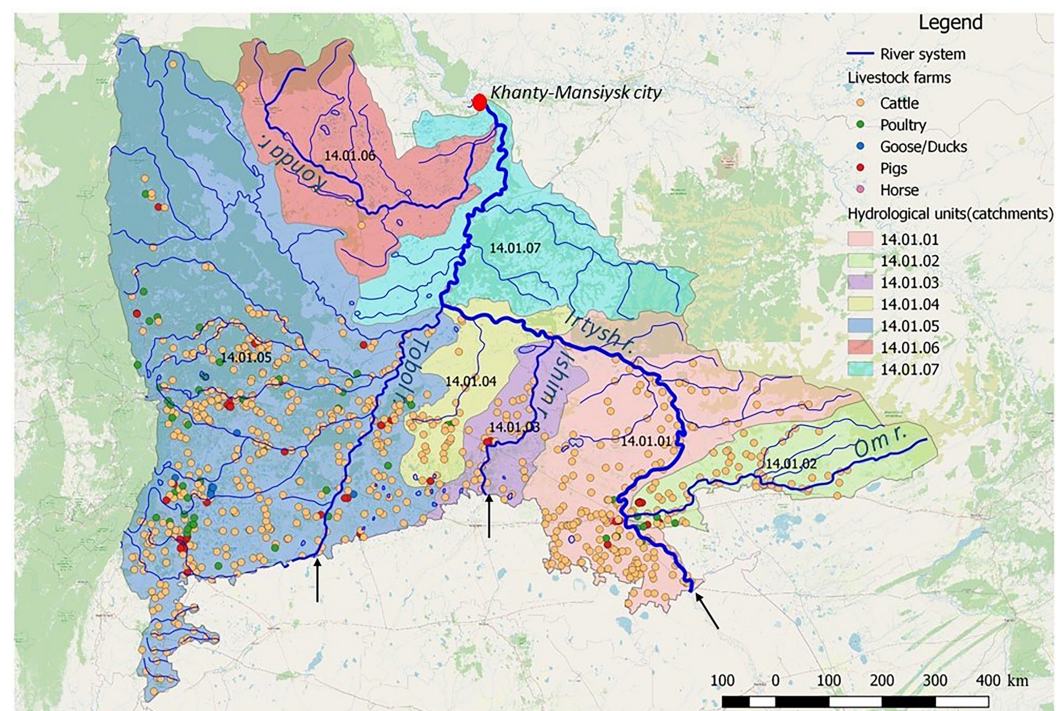 Legend
River system
Livestock farms
Cattle
Poultry
Goose/Ducks
Pigs
Horse
Hydrological units(catchments)
14.01.01
14.01.02
14.01.03
14.01.04
14.01.05
14.01.06
14.01.07
Khanty-Mansiysk city
14.01.06
Konda r.
14.01.07
Irtysh r.
14.01.05
Tobol r.
14.01.04
Ishim r.
14.01.03
14.01.01
Om r.
14.01.02
100 0 100 200 300 400 km